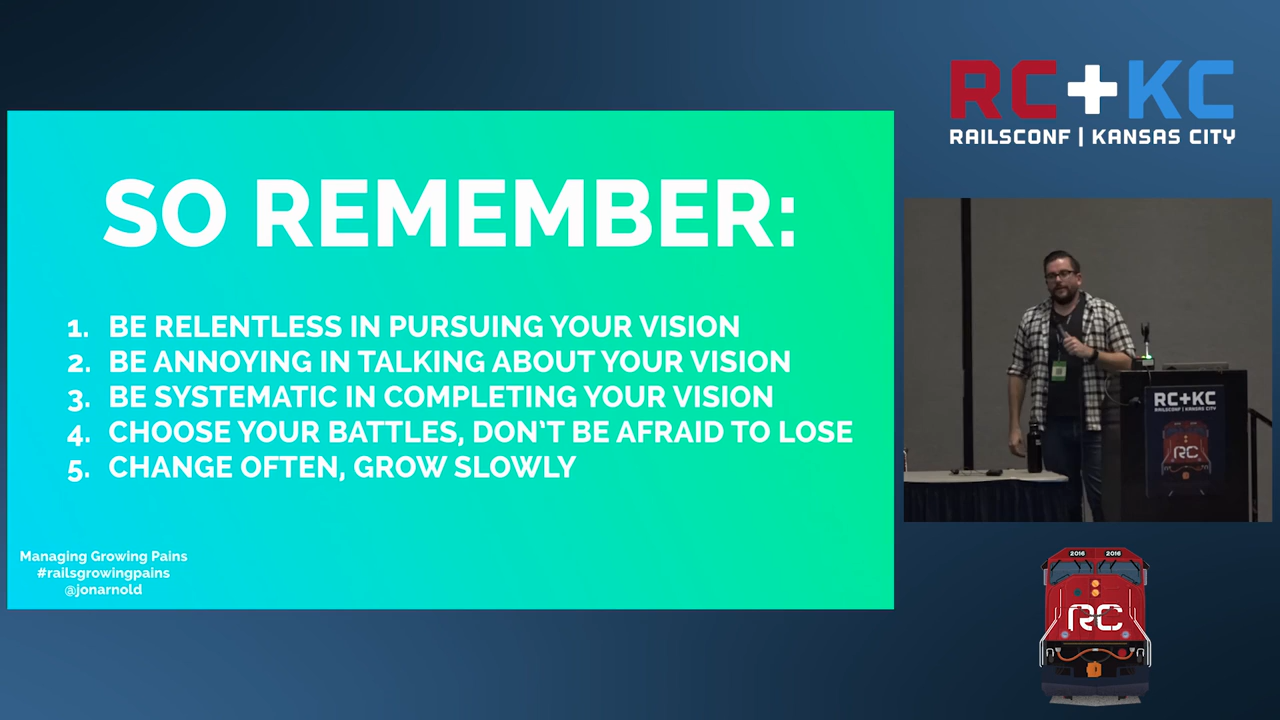 RC+KC
RAILSCONF | KANSAS CITY
SO REMEMBER:
1. BE RELENTLESS IN PURSUING YOUR VISION
2. BE ANNOYING IN TALKING ABOUT YOUR VISION
3. BE SYSTEMATIC IN COMPLETING YOUR VISION
4. CHOOSE YOUR BATTLES, DON'T BE AFRAID TO LOSE
5. CHANGE OFTEN, GROW SLOWLY
Managing Growing Pains
#railsgrowingpains
@jonarnold
RC+KC
RAILSCONF | KANSAS CITY
RC
2016 2016
RC